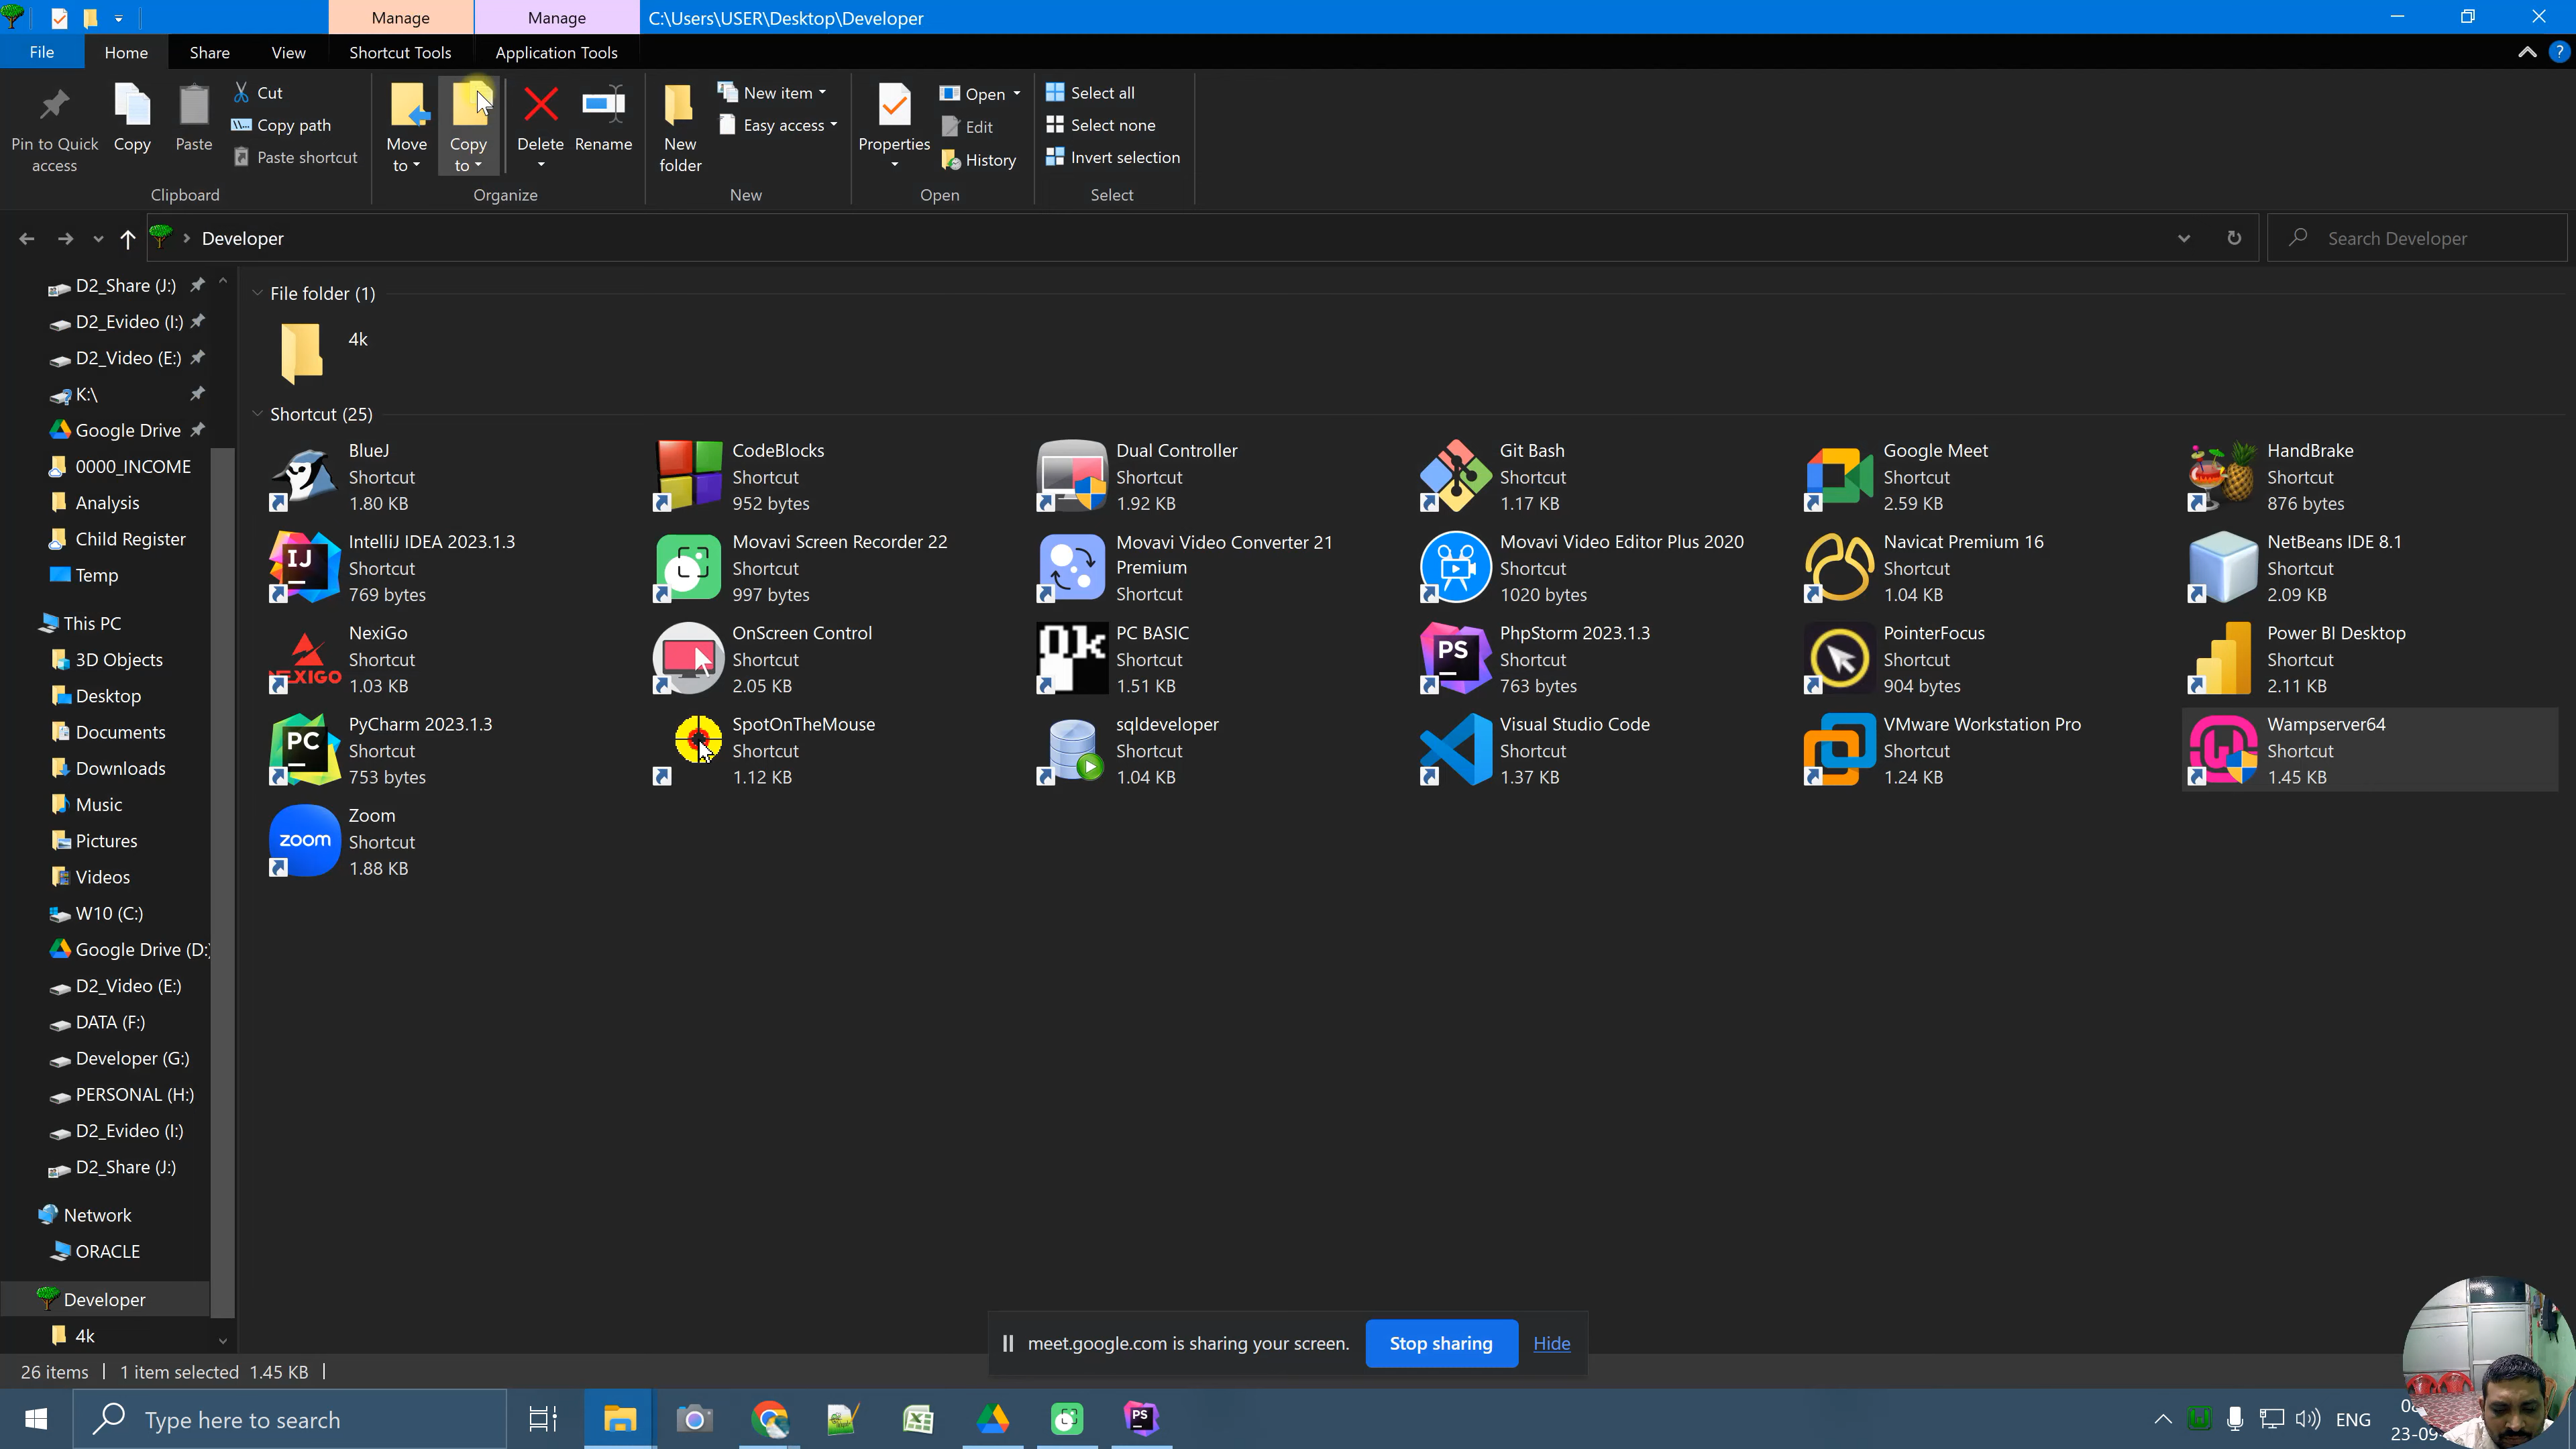 Manage
Manage
C:\Users\USER\Desktop\Developer
File
Home
Share
View
Shortcut Tools
Application Tools
Pin to Quick access
Copy
Paste
Cut
Copy path
Paste shortcut
Clipboard
Move to
Copy to
Delete
Rename
Organize
New folder
New item
Easy access
New
Properties
Open
Edit
History
Open
Select all
Select none
Invert selection
Select
Developer
Search Developer
D2_Share (J:)
D2_Evideo (I:)
D2_Video (E:)
K:\
Google Drive
0000_INCOME
Analysis
Child Register
Temp
This PC
3D Objects
Desktop
Documents
Downloads
Music
Pictures
Videos
W10 (C:)
Google Drive (D:)
D2_Video (E:)
DATA (F:)
Developer (G:)
PERSONAL (H:)
D2_Evideo (I:)
D2_Share (J:)
Network
ORACLE
Developer
4k
File folder (1)
4k
Shortcut (25)
BlueJ
Shortcut
1.80 KB
CodeBlocks
Shortcut
952 bytes
Dual Controller
Shortcut
1.92 KB
Git Bash
Shortcut
1.17 KB
Google Meet
Shortcut
2.59 KB
HandBrake
Shortcut
876 bytes
IJ
IntelliJ IDEA 2023.1.3
Shortcut
769 bytes
Movavi Screen Recorder 22
Shortcut
997 bytes
Movavi Video Converter 21
Premium
Shortcut
Movavi Video Editor Plus 2020
Shortcut
1020 bytes
Navicat Premium 16
Shortcut
1.04 KB
NetBeans IDE 8.1
Shortcut
2.09 KB
NEXIGO
NexiGo
Shortcut
1.03 KB
OnScreen Control
Shortcut
2.05 KB
Ok
PC BASIC
Shortcut
1.51 KB
PS
PhpStorm 2023.1.3
Shortcut
763 bytes
PointerFocus
Shortcut
904 bytes
Power BI Desktop
Shortcut
2.11 KB
PC
PyCharm 2023.1.3
Shortcut
753 bytes
SpotOnTheMouse
Shortcut
1.12 KB
sqldeveloper
Shortcut
1.04 KB
Visual Studio Code
Shortcut
1.37 KB
VMware Workstation Pro
Shortcut
1.24 KB
Wampserver64
Shortcut
1.45 KB
zoom
Zoom
Shortcut
1.88 KB
meet.google.com is sharing your screen.
Stop sharing
Hide
26 items
1 item selected 1.45 KB
Type here to search
PS
ENG